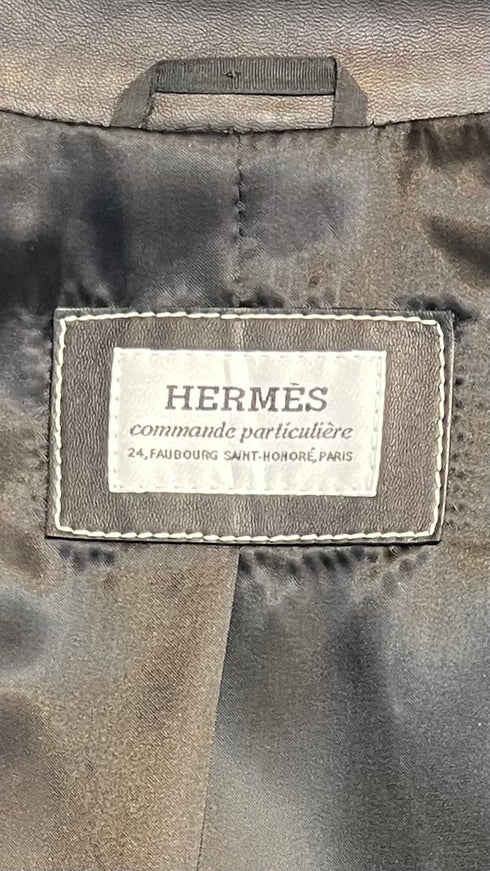 HERMÈS
commande particulière
24, FAUBOURG SAINT-HONORÉ, PARIS